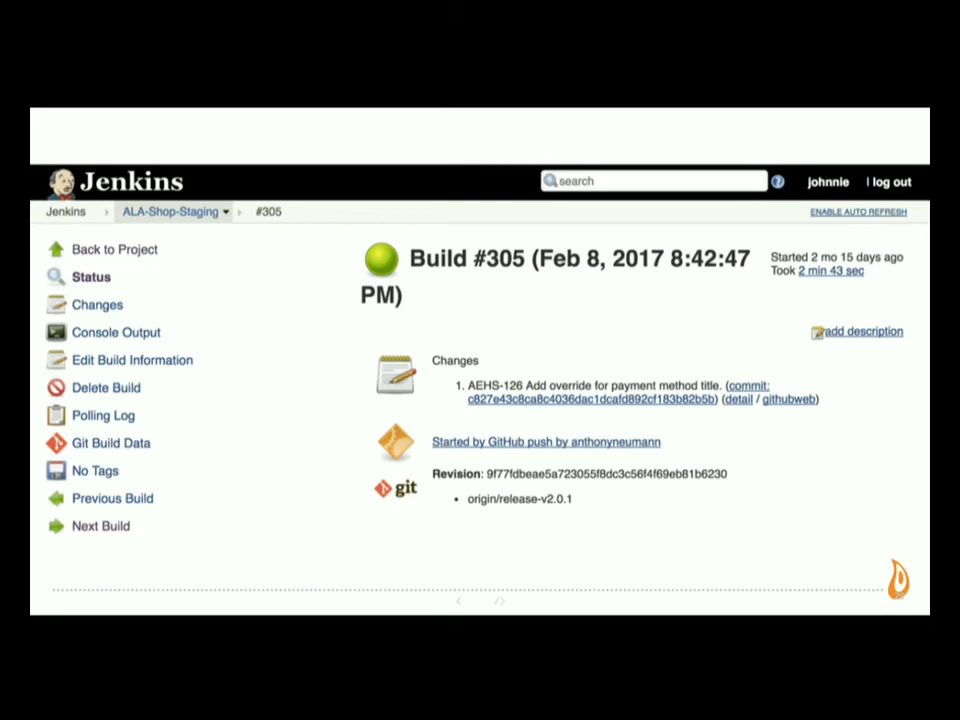 Jenkins
search
johnnie | log out
Jenkins ALA-Shop-Staging #305
ENABLE AUTO REFRESH
Back to Project
Status
Changes
Console Output
Edit Build Information
Delete Build
Polling Log
Git Build Data
No Tags
Previous Build
Next Build
Build #305 (Feb 8, 2017 8:42:47
PM)
Started 2 mo 15 days ago
Took 2 min 43 sec
add description
Changes
1. AEHS-126 Add override for payment method title. (commit:
c827e43c8ca8c4036dac1dcafd892cf183b82b5b) (detail / githubweb)
Started by GitHub push by anthonyneumann
Revision: 9f77fdbeae5a723055f8dc3c56f4f69eb81b6230
git
• origin/release-v2.0.1